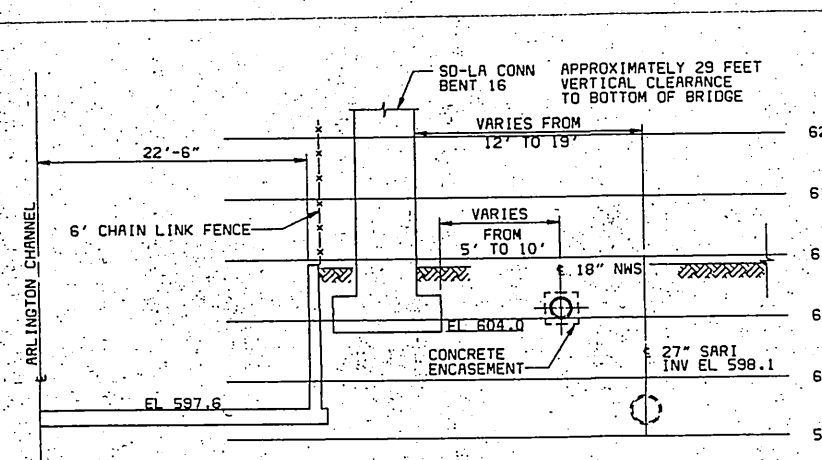 SD-LA CONN
BENT 16
APPROXIMATELY 29 FEET
VERTICAL CLEARANCE
TO BOTTOM OF BRIDGE
VARIES FROM
12' TO 19'
22'-6"
6' CHAIN LINK FENCE
VARIES
FROM
5' TO 10'
ARLINGTON CHANNEL
℄ 18" NWS
EL 604.0
CONCRETE
ENCASEMENT
℄ 27" SARI
INV EL 598.1
EL 597.6